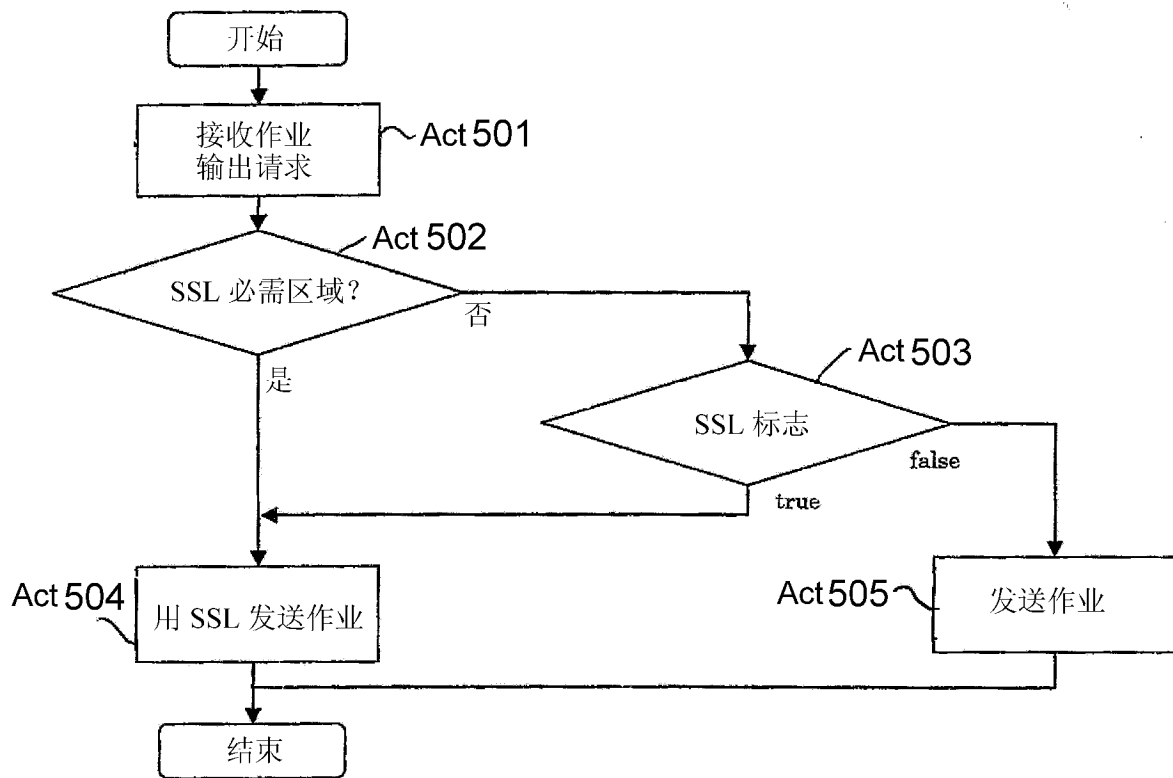 开始
接收作业
输出请求
Act 501
Act 502
SSL 必需区域？
否
是
Act 503
SSL 标志
false
true
Act 504
用 SSL 发送作业
Act 505
发送作业
结束